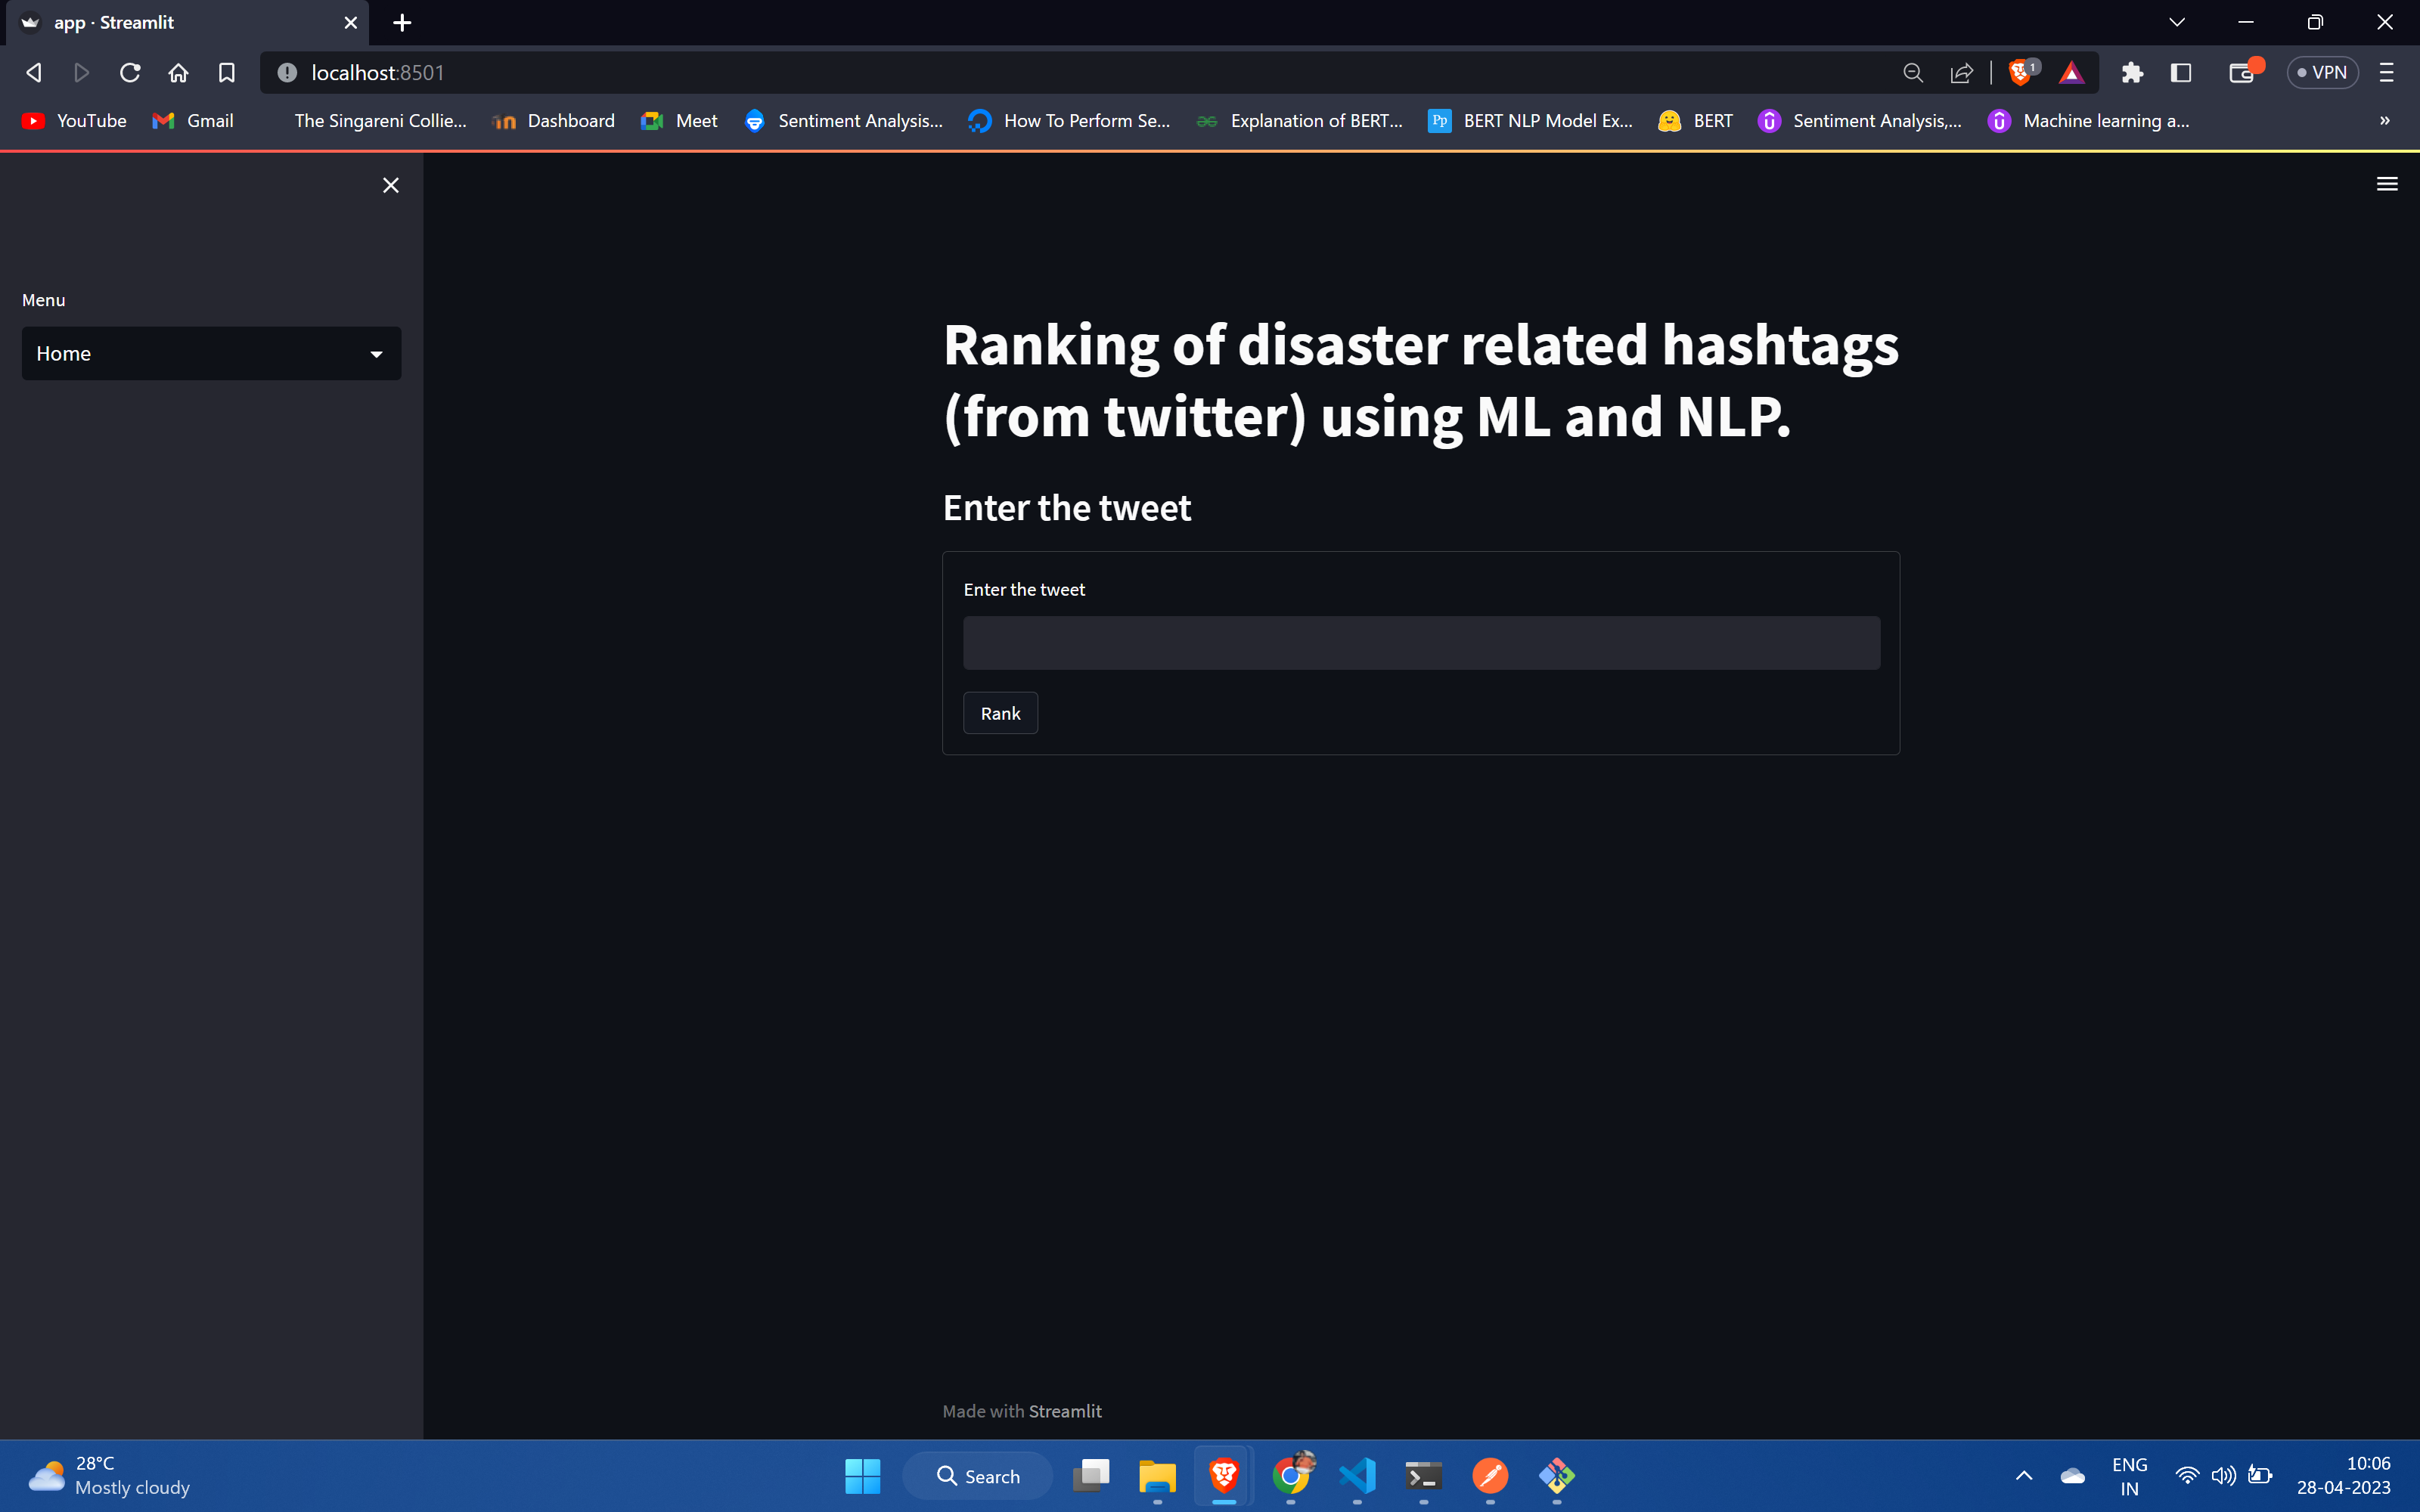 app · Streamlit
localhost:8501
1
VPN
YouTube
Gmail
The Singareni Collie...
Dashboard
Meet
Sentiment Analysis...
How To Perform Se...
Explanation of BERT...
Pp
BERT NLP Model Ex...
BERT
Sentiment Analysis,...
Machine learning a...
»
Menu
Home
Ranking of disaster related hashtags
(from twitter) using ML and NLP.
Enter the tweet
Enter the tweet
Rank
Made with Streamlit
28°C
Mostly cloudy
Search
ENG
IN
10:06
28-04-2023